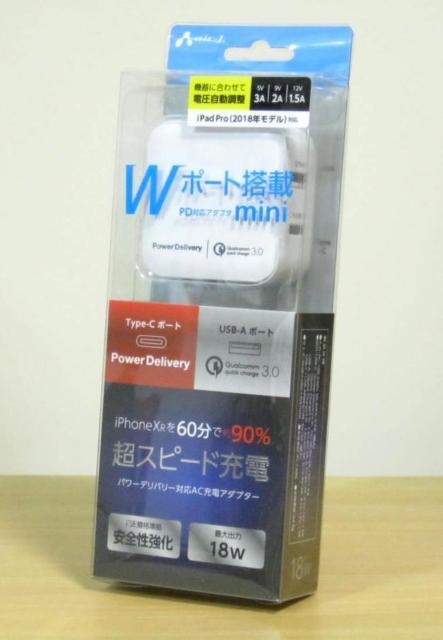 Air-J
機器に合わせて
電圧自動調整
5V 9V 12V
3A 2A 1.5A
iPad Pro(2018年モデル)対応
Wポート搭載
PD対応アダプタ mini
PowerDelivery Qualcomm quick charge 3.0
Type-C ポート
PowerDelivery
USB-A ポート
Qualcomm
quick charge 3.0
iPhoneXRを60分で約90%
超スピード充電
パワーデリバリー対応AC充電アダプター
安全性強化
最大出力
18W
18W